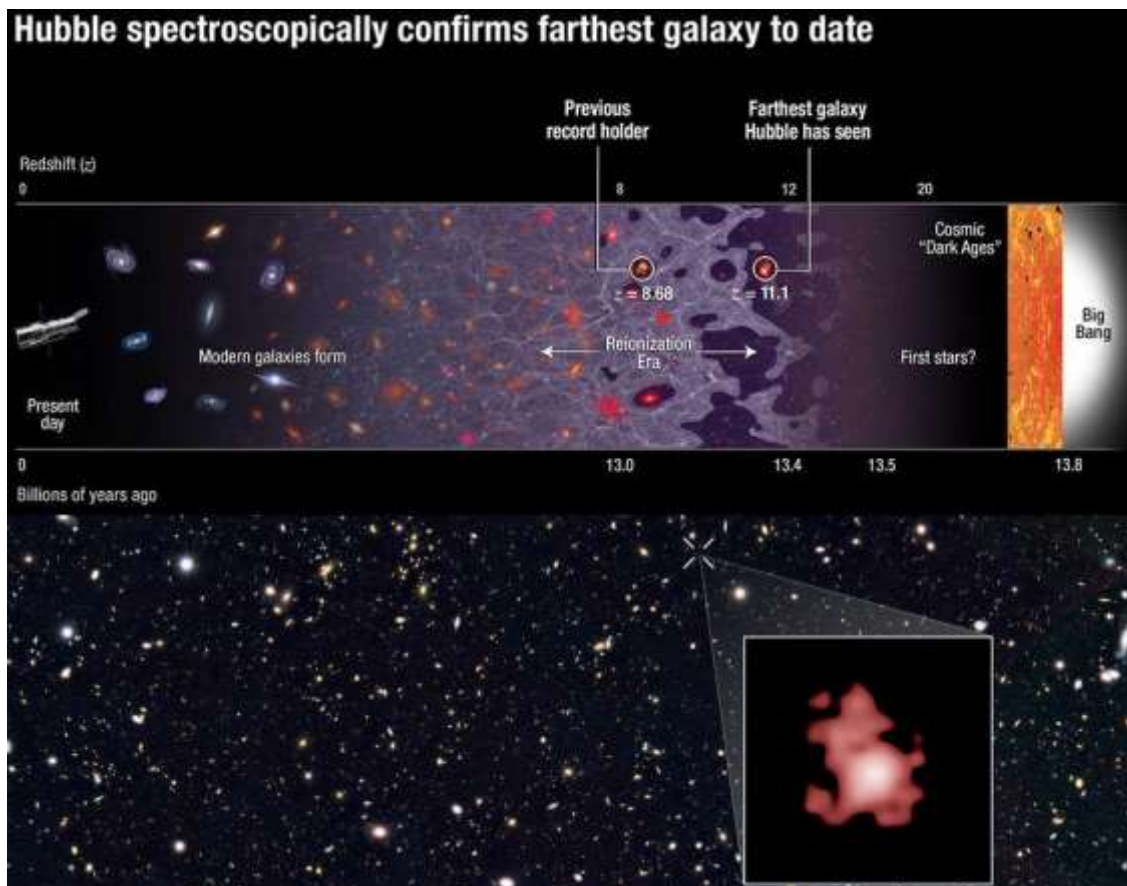 Hubble spectroscopically confirms farthest galaxy to date
Previous
record holder
Farthest galaxy
Hubble has seen
Redshift (z)
0
8
12
20
Cosmic
"Dark Ages"
z = 8.68
z = 11.1
Big
Bang
Modern galaxies form
Reionization
Era
First stars?
Present
day
0
13.0
13.4
13.5
13.8
Billions of years ago